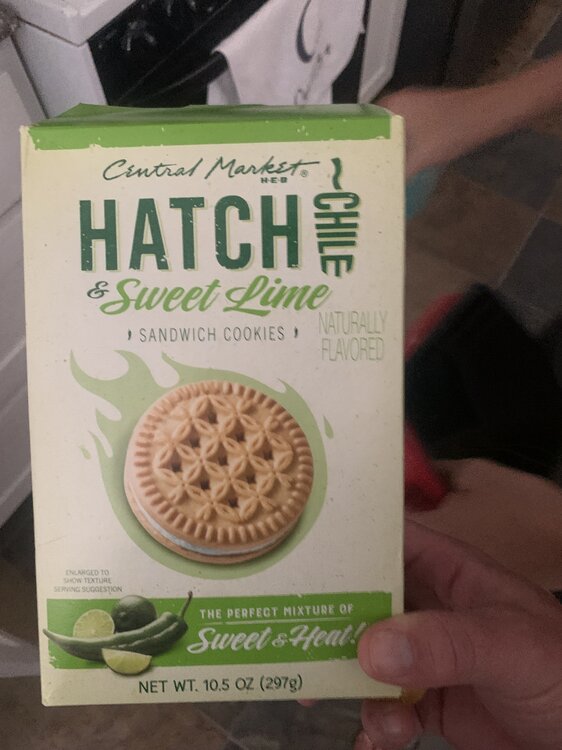 Central Market®
H-E-B
HATCH
CHILE
& Sweet Lime
SANDWICH COOKIES
NATURALLY
FLAVORED
ENLARGED TO
SHOW TEXTURE
SERVING SUGGESTION
THE PERFECT MIXTURE OF
Sweet & Heat!
NET WT. 10.5 OZ (297g)